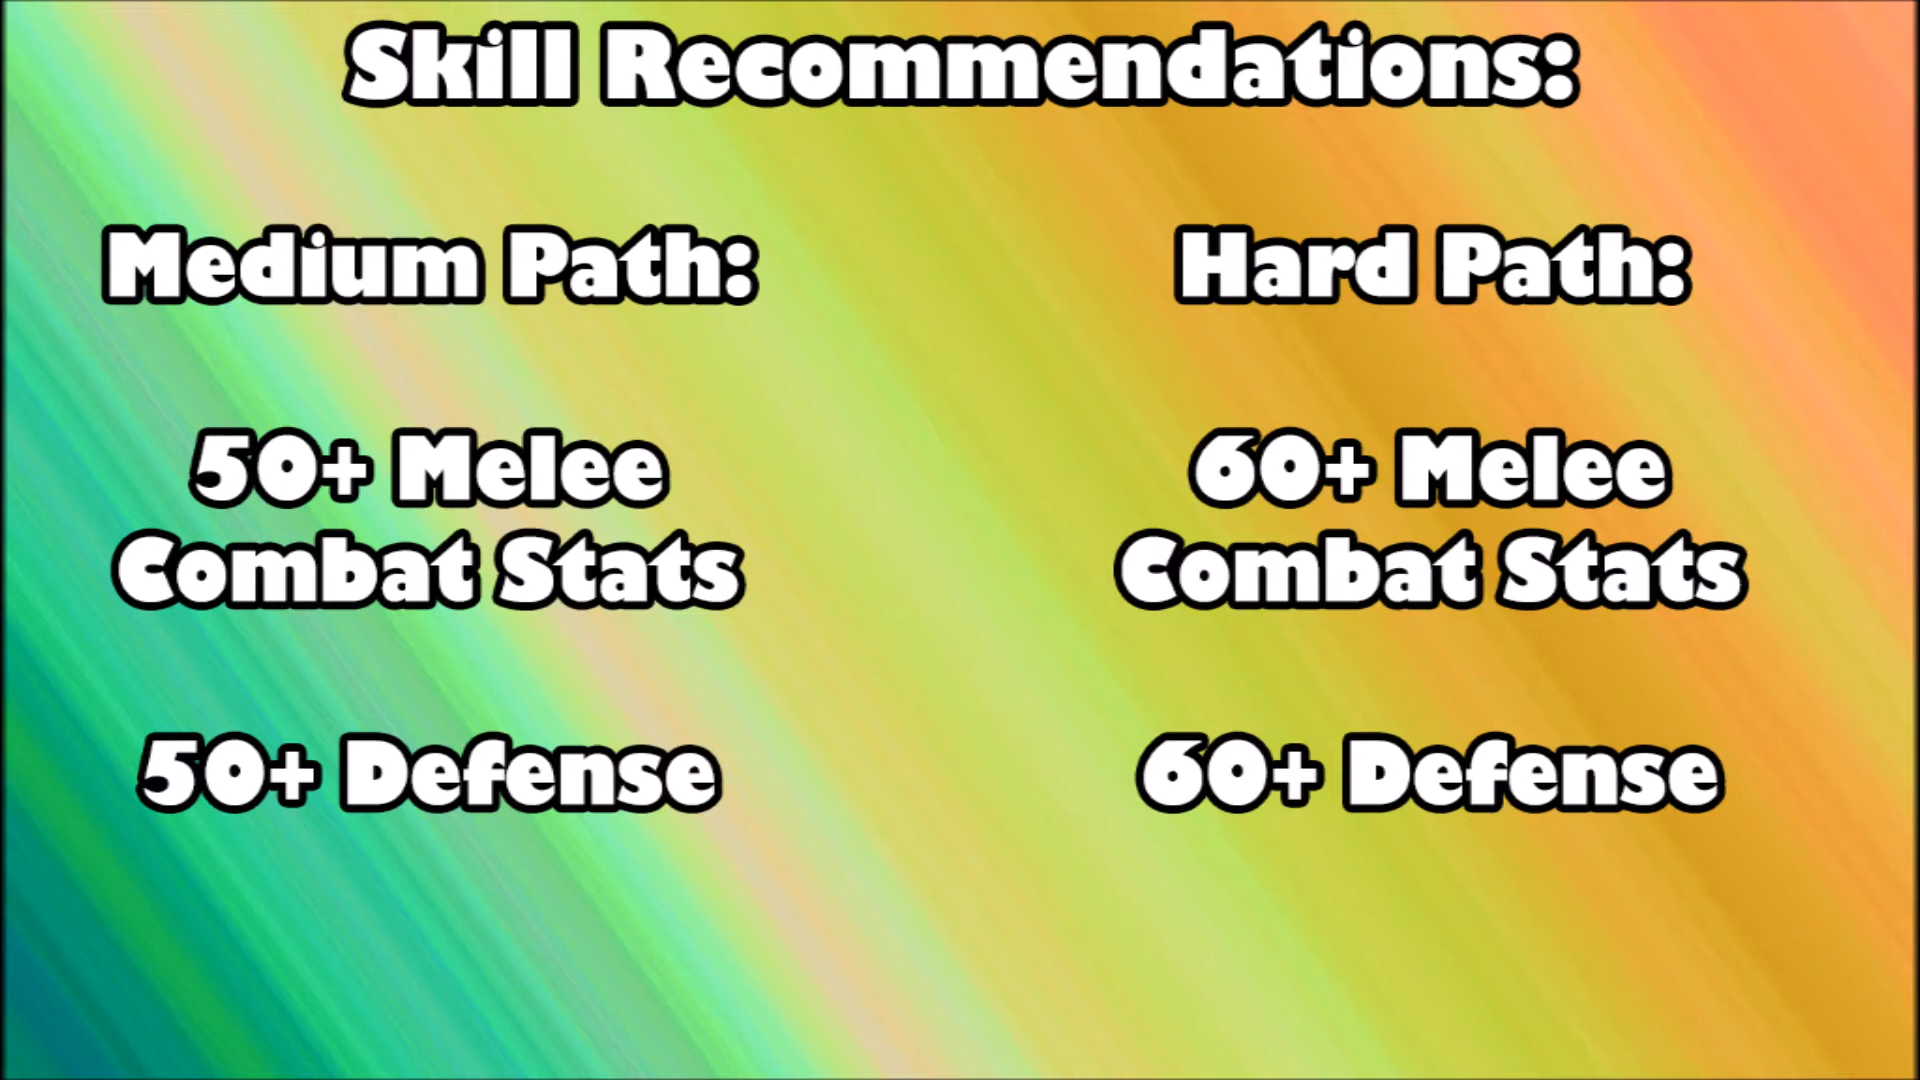 Skill Recommendations:
Medium Path:
50+ Melee
Combat Stats
50+ Defense
Hard Path:
60+ Melee
Combat Stats
60+ Defense